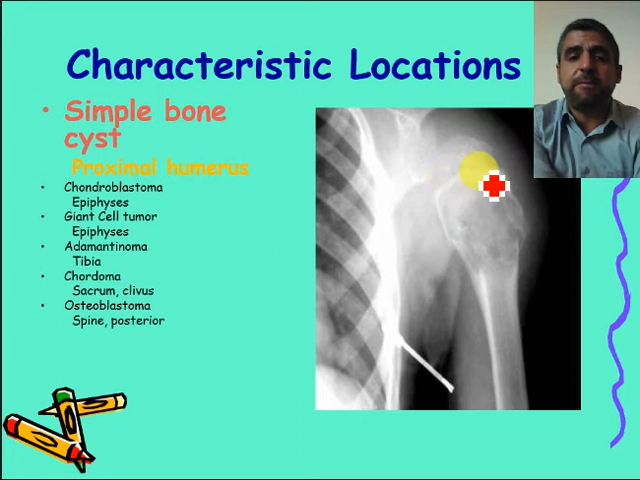 Characteristic Locations
• Simple bone
cyst
Proximal humerus
• Chondroblastoma
Epiphyses
• Giant Cell tumor
Epiphyses
• Adamantinoma
Tibia
• Chordoma
Sacrum, clivus
• Osteoblastoma
Spine, posterior